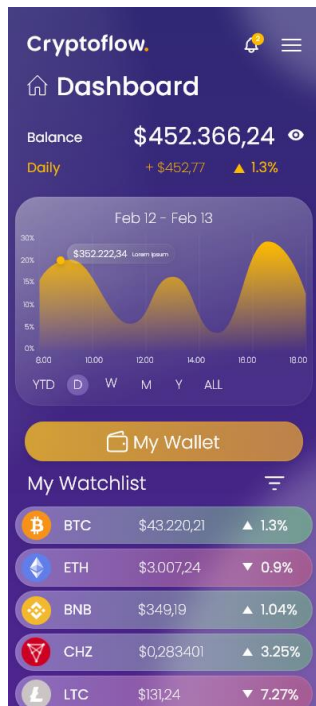 Cryptoflow.
2
Dashboard
Balance $452.366,24
Daily + $452,77 ▲ 1.3%
Feb 12 - Feb 13
30%
20%
$352.222,34 Lorem ipsum
15%
10%
5%
0%
8.00 10.00 12.00 14.00 16.00 18.00
YTD D W M Y ALL
My Wallet
My Watchlist
BTC $43.220,21 ▲ 1.3%
ETH $3.007,24 ▼ 0.9%
BNB $349,19 ▲ 1.04%
CHZ $0,283401 ▲ 3.25%
LTC $131,24 ▼ 7.27%